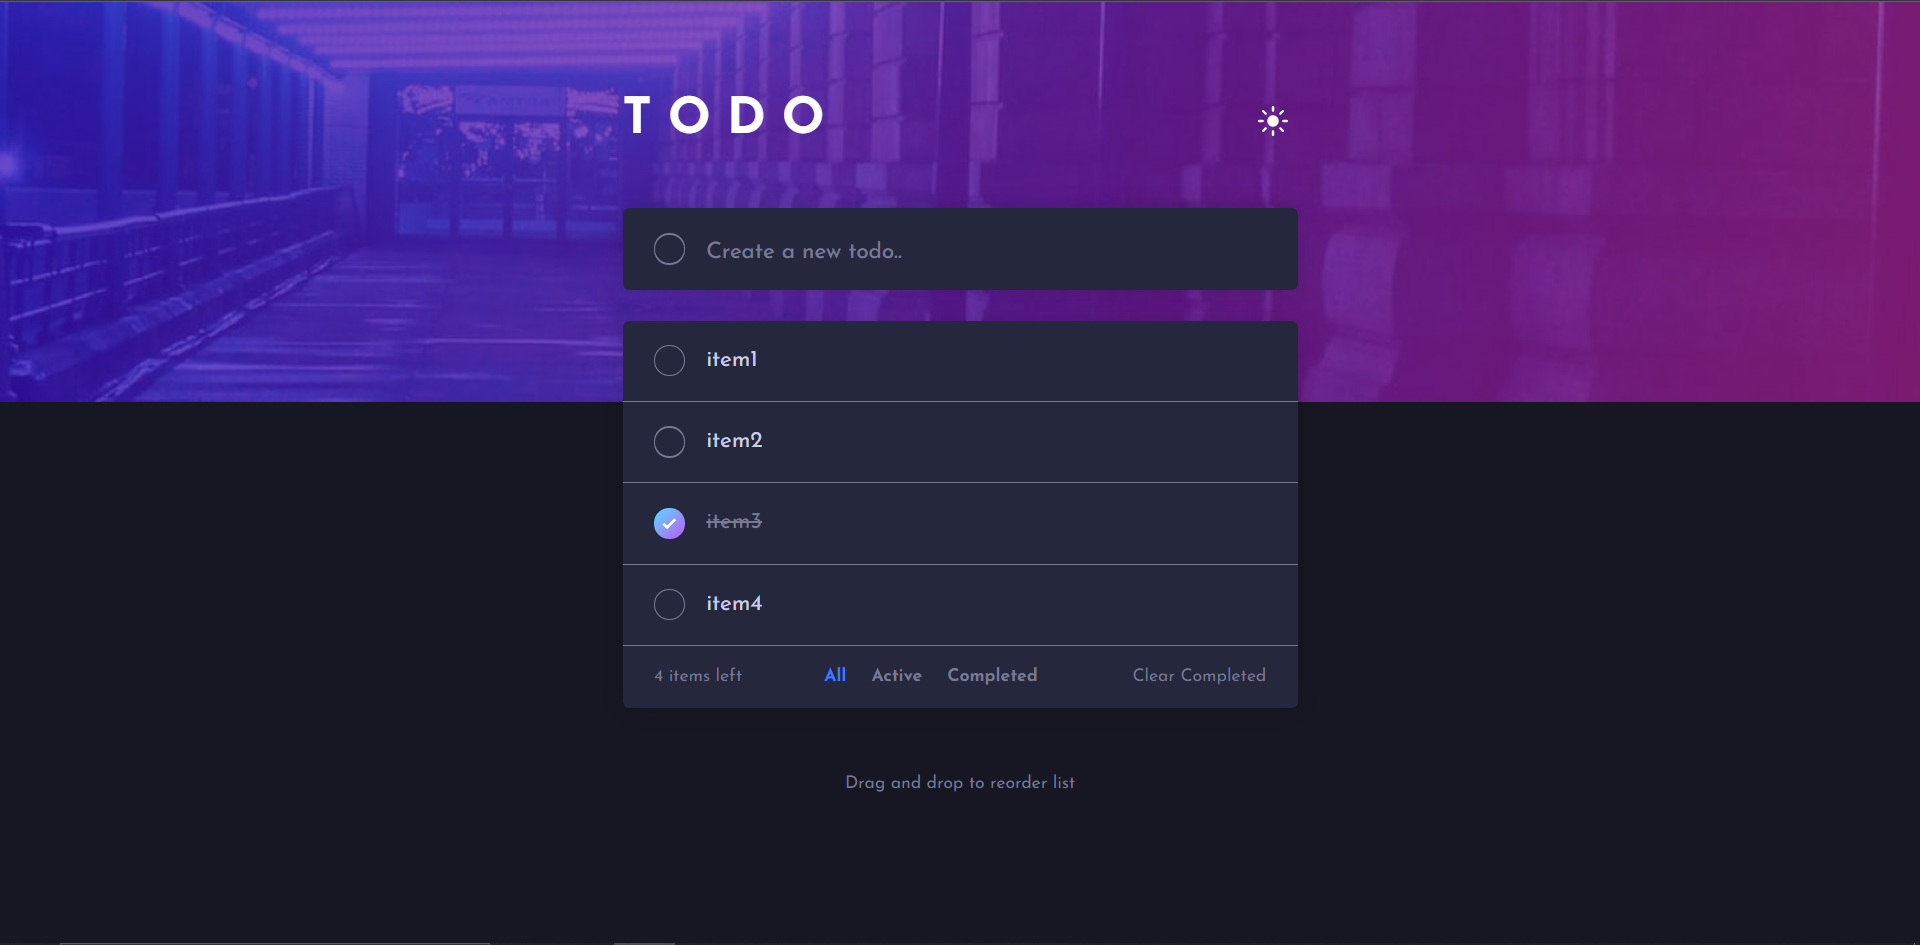 TODO
Create a new todo..
item1
item2
item3
item4
4 items left All Active Completed Clear Completed
Drag and drop to reorder list